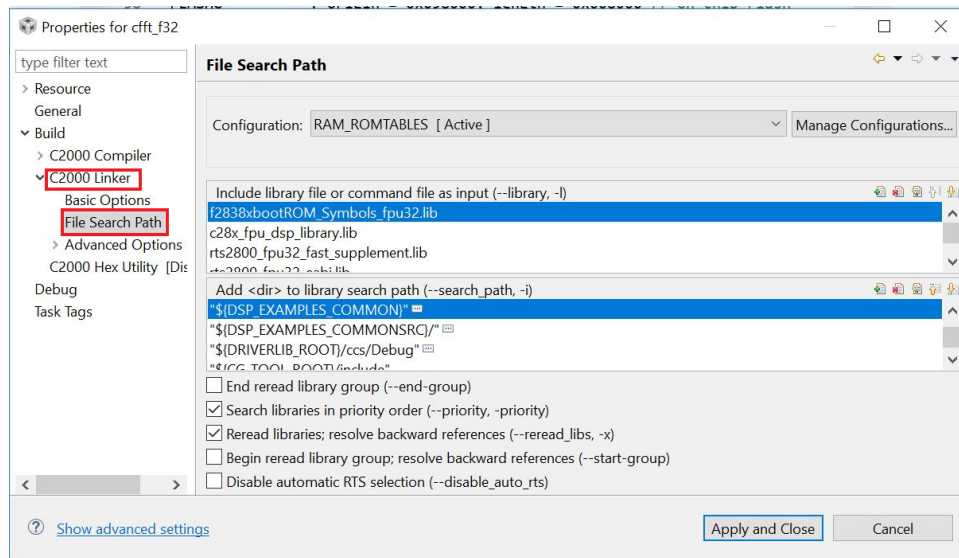 Properties for cfft_f32
type filter text
File Search Path
Resource
General
Build
C2000 Compiler
C2000 Linker
Basic Options
File Search Path
Advanced Options
C2000 Hex Utility [Dis
Debug
Task Tags
Configuration: RAM_ROMTABLES [ Active ]
Manage Configurations...
Include library file or command file as input (--library, -l)
f2838xbootROM_Symbols_fpu32.lib
c28x_fpu_dsp_library.lib
rts2800_fpu32_fast_supplement.lib
rts2800_fpu32_eabi.lib
Add <dir> to library search path (--search_path, -i)
"${DSP_EXAMPLES_COMMON}"
"${DSP_EXAMPLES_COMMONSRC}/"
"${DRIVERLIB_ROOT}/ccs/Debug"
"${CG_TOOL_ROOT}/include"
End reread library group (--end-group)
Search libraries in priority order (--priority, -priority)
Reread libraries; resolve backward references (--reread_libs, -x)
Begin reread library group; resolve backward references (--start-group)
Disable automatic RTS selection (--disable_auto_rts)
Show advanced settings
Apply and Close
Cancel